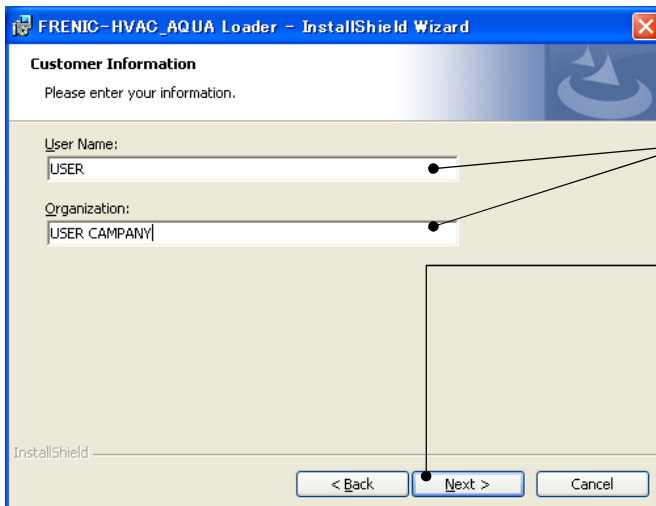 FRENIC-HVAC_AQUA Loader - InstallShield Wizard
Customer Information
Please enter your information.
User Name:
USER
Organization:
USER CAMPANY
InstallShield
< Back Next > Cancel